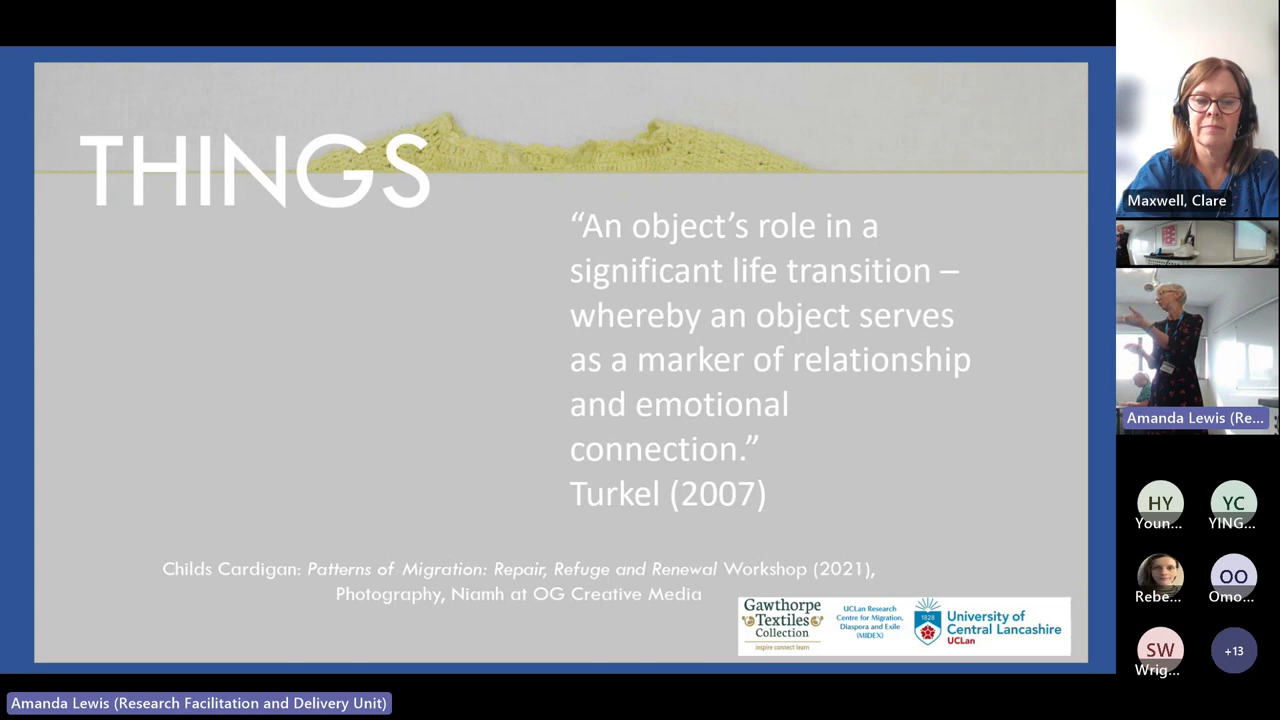 THINGS
“An object’s role in a
significant life transition –
whereby an object serves
as a marker of relationship
and emotional
connection.”
Turkel (2007)
Childs Cardigan: Patterns of Migration: Repair, Refuge and Renewal Workshop (2021),
Photography, Niamh at OG Creative Media
Gawthorpe
Textiles
Collection
inspire connect learn
UCLan Research
Centre for Migration,
Diaspora and Exile
(MIDEX)
1828
University of
Central Lancashire
UCLan
Maxwell, Clare
Amanda Lewis (Re...
HY
Youn...
YC
YING...
Rebe...
OO
Omo...
SW
Wrig...
+13
Amanda Lewis (Research Facilitation and Delivery Unit)